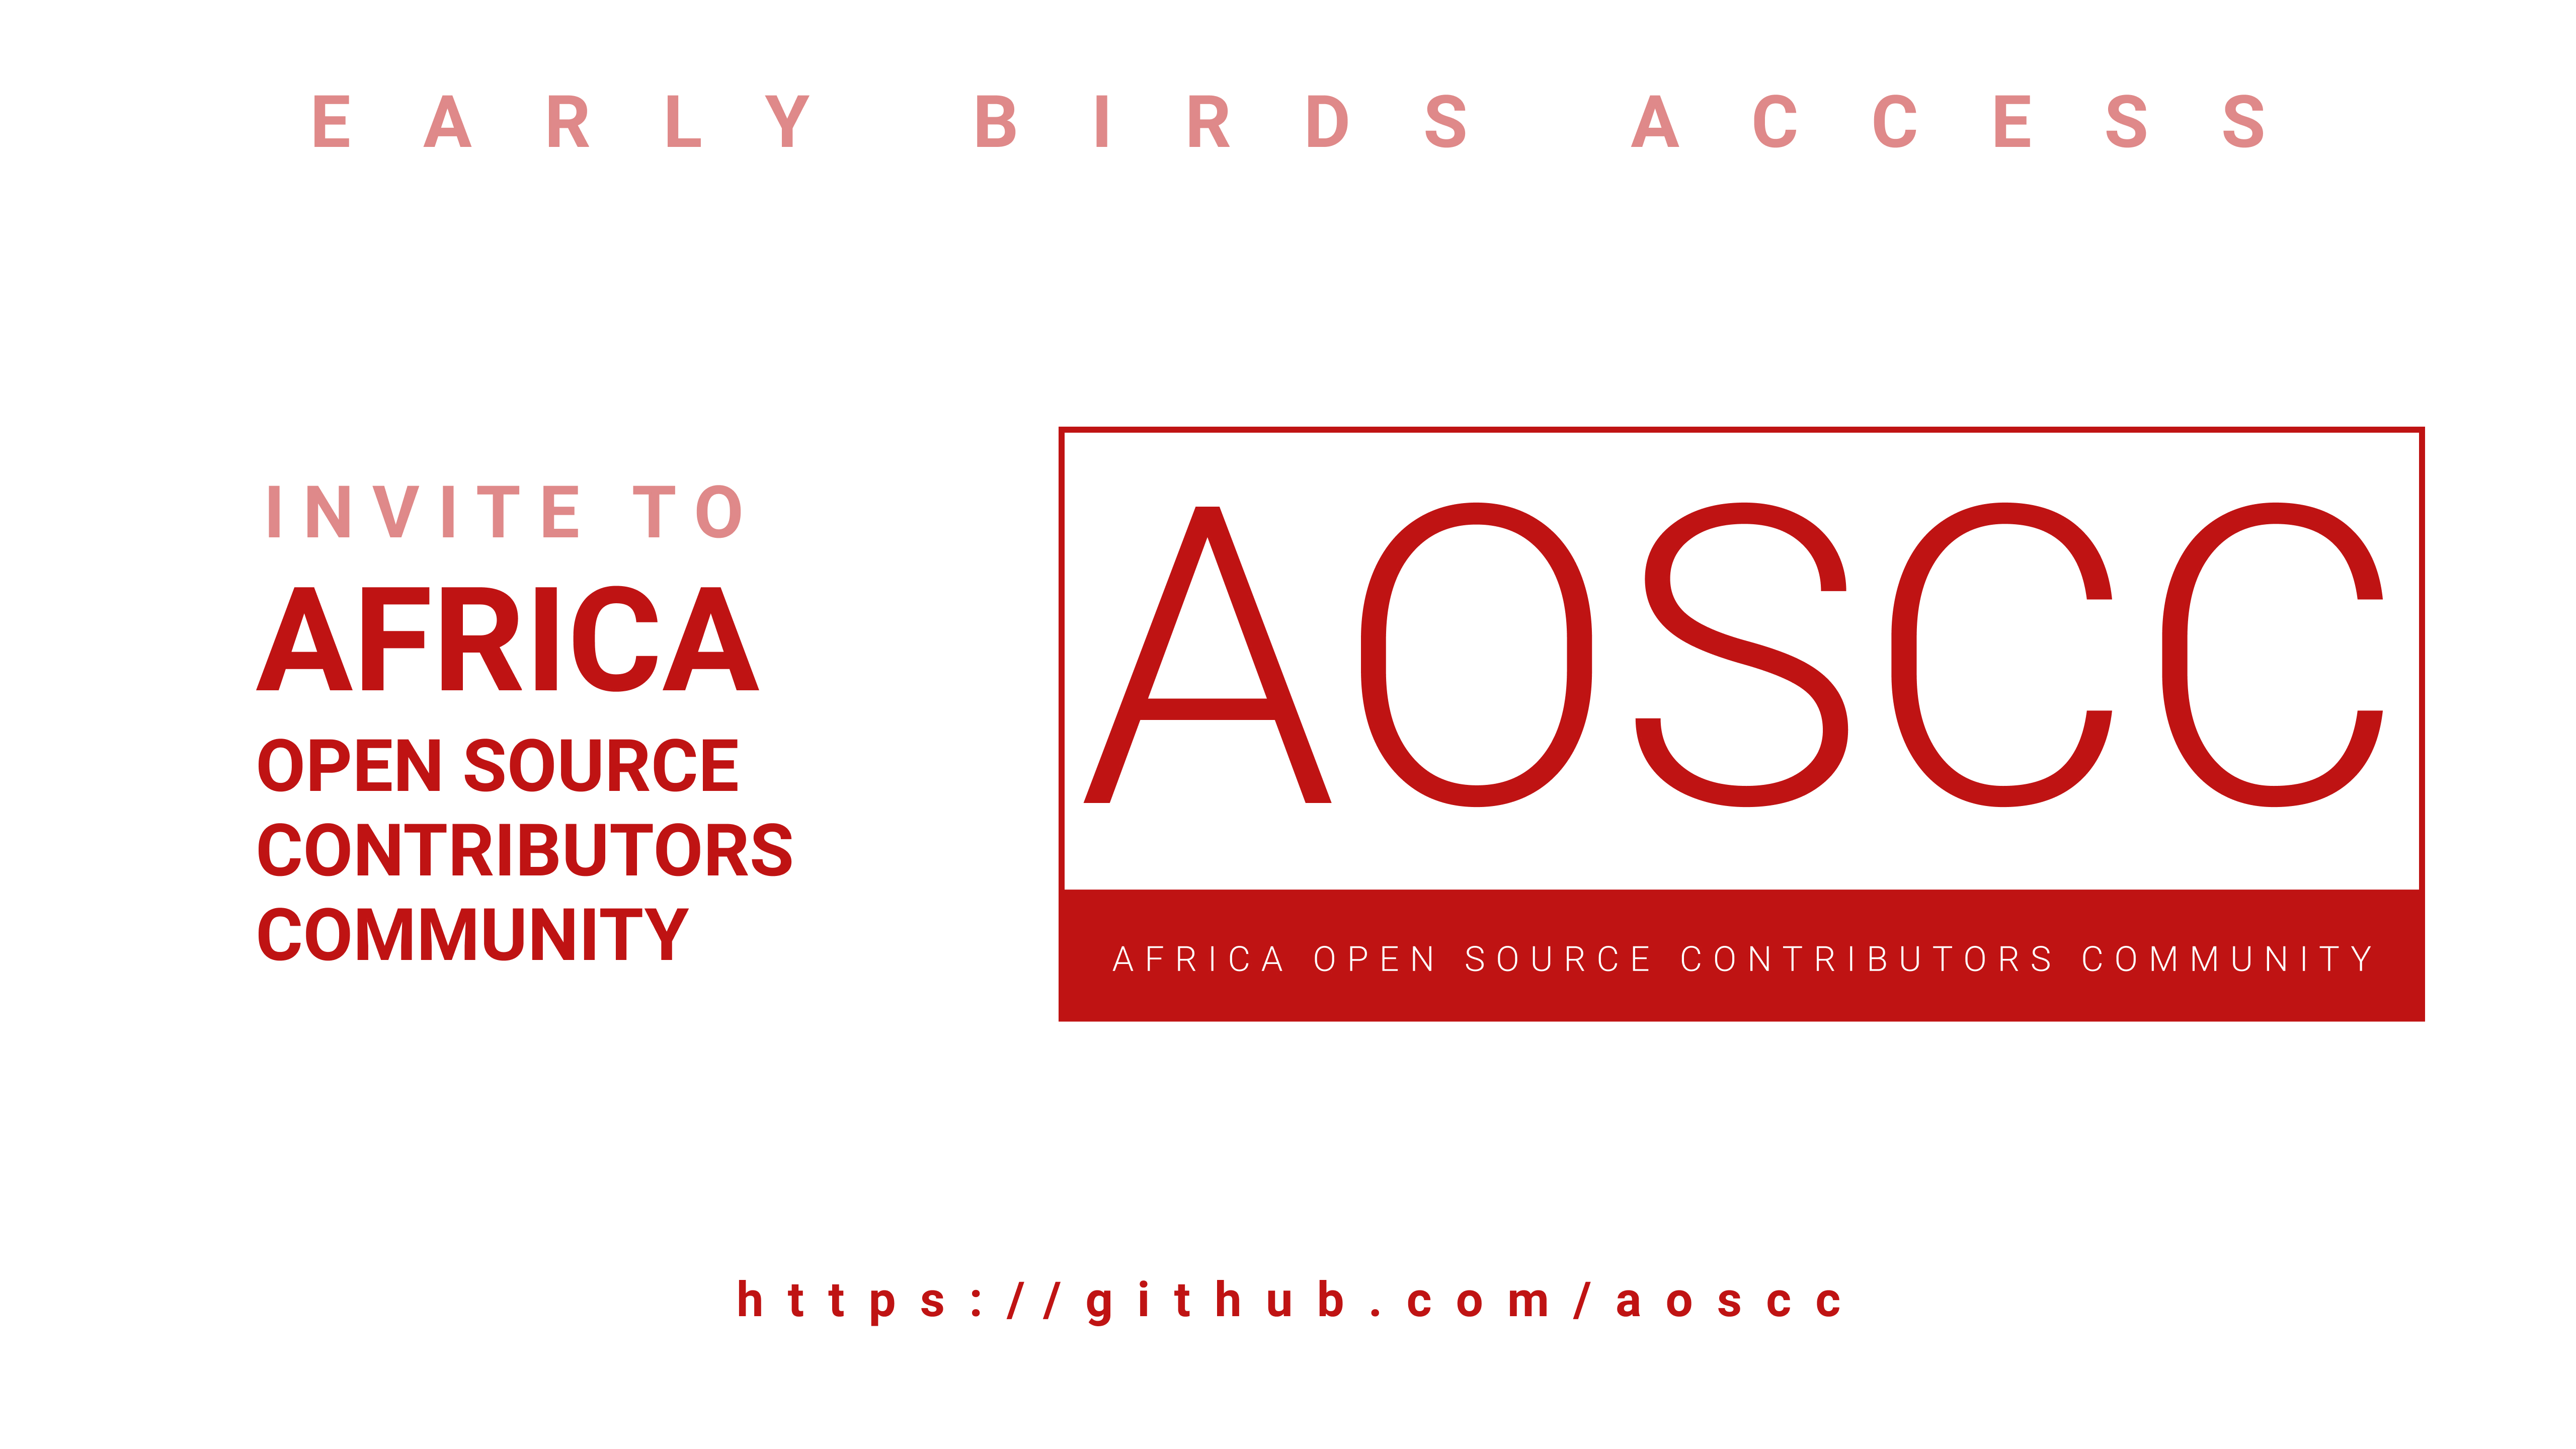 EARLY BIRDS ACCESS
INVITE TO
AFRICA
OPEN SOURCE
CONTRIBUTORS
COMMUNITY
AOSCC
AFRICA OPEN SOURCE CONTRIBUTORS COMMUNITY
https://github.com/aoscc